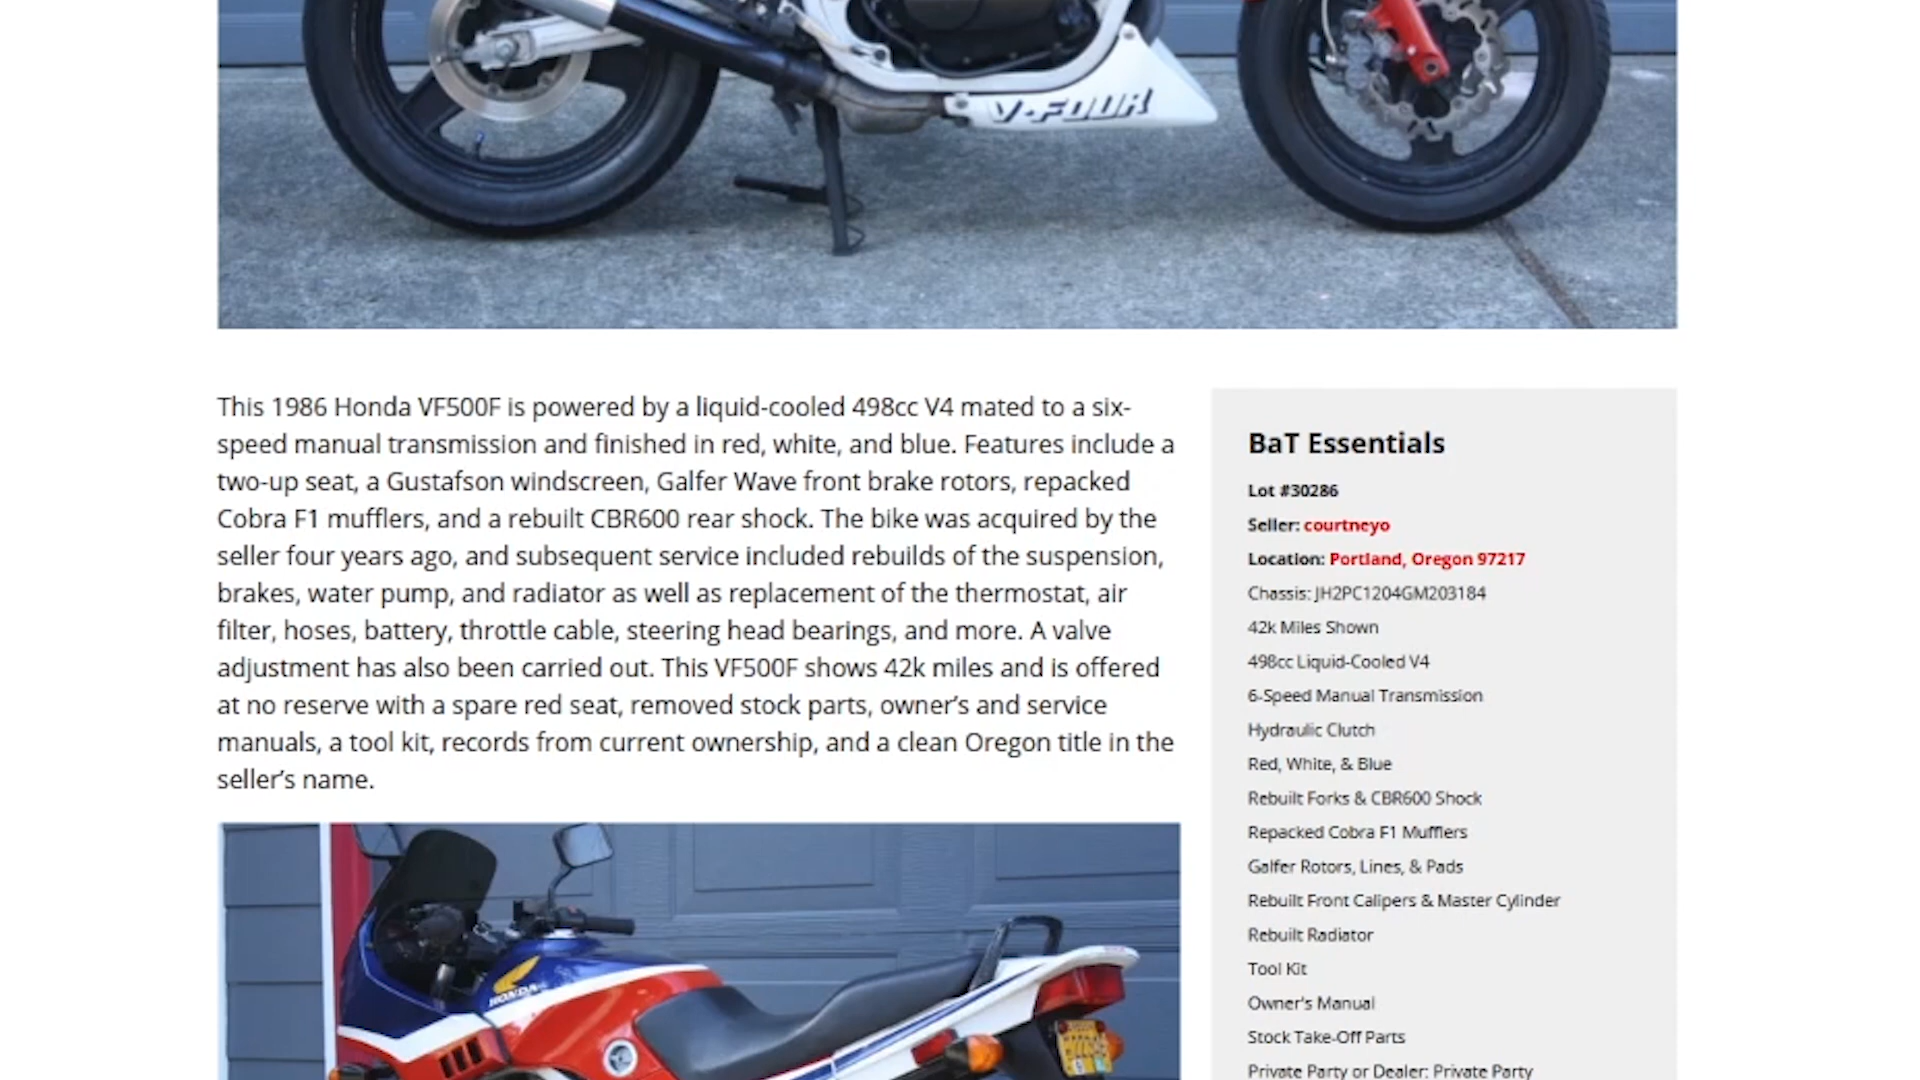 V·FOUR
This 1986 Honda VF500F is powered by a liquid-cooled 498cc V4 mated to a six-
speed manual transmission and finished in red, white, and blue. Features include a
two-up seat, a Gustafson windscreen, Galfer Wave front brake rotors, repacked
Cobra F1 mufflers, and a rebuilt CBR600 rear shock. The bike was acquired by the
seller four years ago, and subsequent service included rebuilds of the suspension,
brakes, water pump, and radiator as well as replacement of the thermostat, air
filter, hoses, battery, throttle cable, steering head bearings, and more. A valve
adjustment has also been carried out. This VF500F shows 42k miles and is offered
at no reserve with a spare red seat, removed stock parts, owner’s and service
manuals, a tool kit, records from current ownership, and a clean Oregon title in the
seller’s name.
HONDA
BaT Essentials
Lot #30286
Seller: courtneyo
Location: Portland, Oregon 97217
Chassis: JH2PC1204GM203184
42k Miles Shown
498cc Liquid-Cooled V4
6-Speed Manual Transmission
Hydraulic Clutch
Red, White, & Blue
Rebuilt Forks & CBR600 Shock
Repacked Cobra F1 Mufflers
Galfer Rotors, Lines, & Pads
Rebuilt Front Calipers & Master Cylinder
Rebuilt Radiator
Tool Kit
Owner's Manual
Stock Take-Off Parts
Private Party or Dealer: Private Party